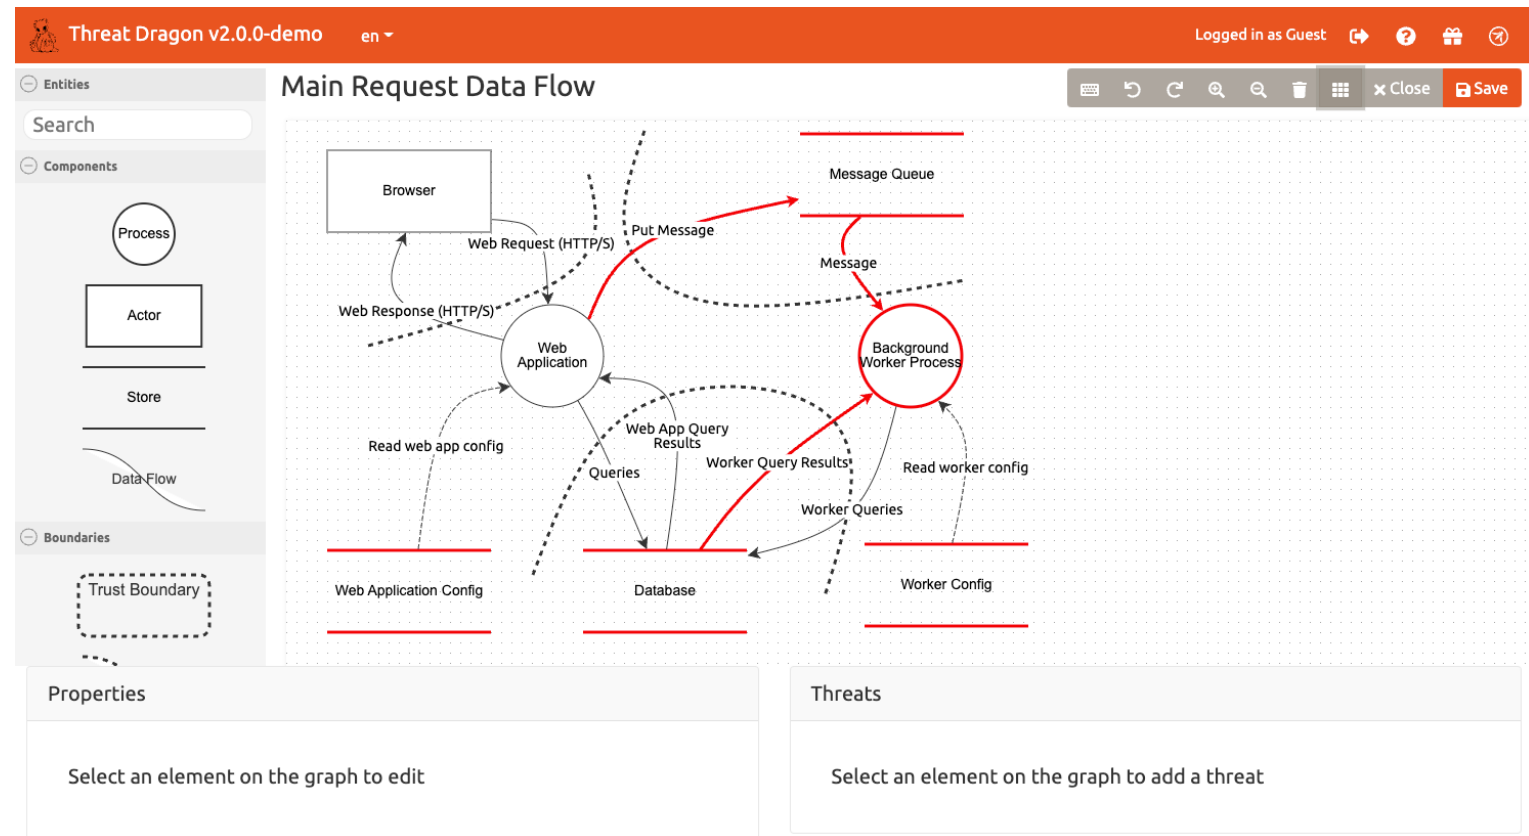 Threat Dragon v2.0.0-demo
en
Logged in as Guest
Entities
Search
Components
Process
Actor
Store
Data Flow
Boundaries
Trust Boundary
Main Request Data Flow
Close
Save
Browser
Message Queue
Put Message
Web Request (HTTP/S)
Message
Web Response (HTTP/S)
Web
Application
Background
Worker Process
Read web app config
Web App Query
Results
Queries
Worker Query Results
Read worker config
Worker Queries
Web Application Config
Database
Worker Config
Properties
Select an element on the graph to edit
Threats
Select an element on the graph to add a threat